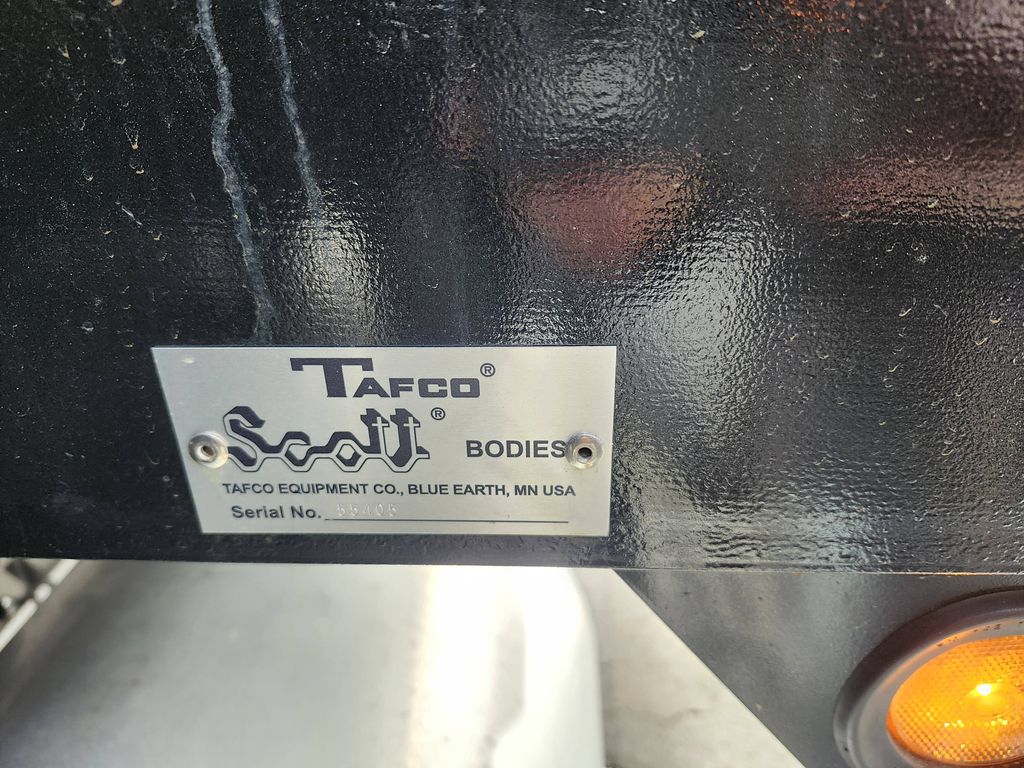 TAFCO®
Scott®
BODIES
TAFCO EQUIPMENT CO., BLUE EARTH, MN USA
Serial No.